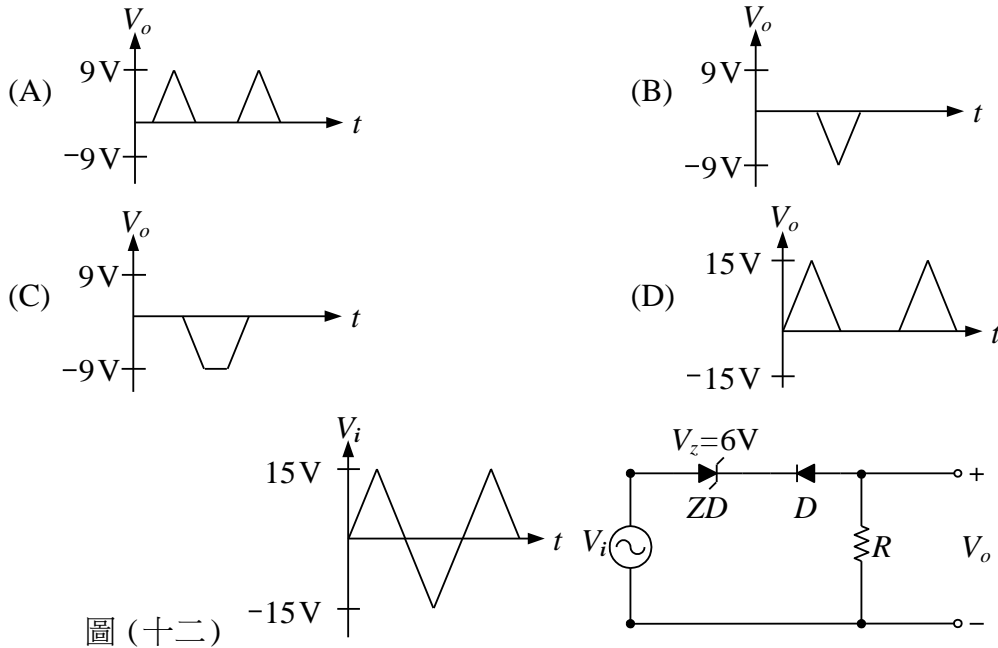 (A)
V_o
9V
−9V
t
(B)
V_o
9V
−9V
t
(C)
V_o
9V
−9V
t
(D)
V_o
15V
−15V
t
V_i
15V
−15V
t
圖 (十二)
V_z=6V
ZD
D
V_i
R
+
V_o
−